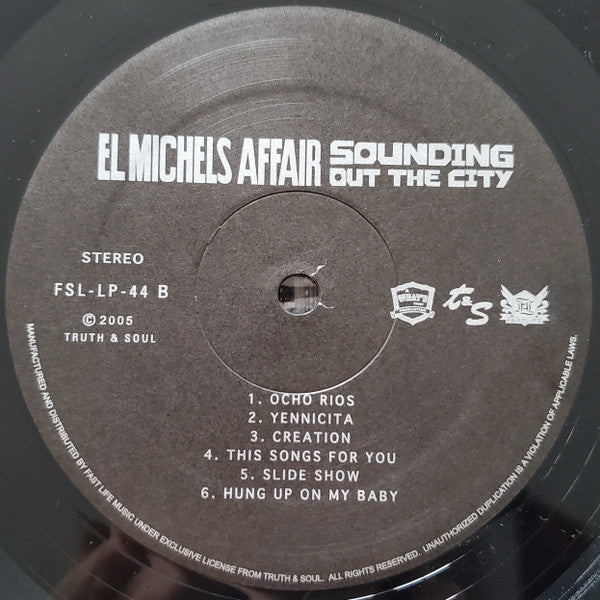 EL MICHELS AFFAIR SOUNDING
OUT THE CITY
STEREO
FSL-LP-44 B
© 2005
TRUTH & SOUL
t&S
1. OCHO RIOS
2. YENNICITA
3. CREATION
4. THIS SONGS FOR YOU
5. SLIDE SHOW
6. HUNG UP ON MY BABY
MANUFACTURED AND DISTRIBUTED BY FAST LIFE MUSIC UNDER EXCLUSIVE LICENSE FROM TRUTH & SOUL. ALL RIGHTS RESERVED. UNAUTHORIZED DUPLICATION IS A VIOLATION OF APPLICABLE LAWS.